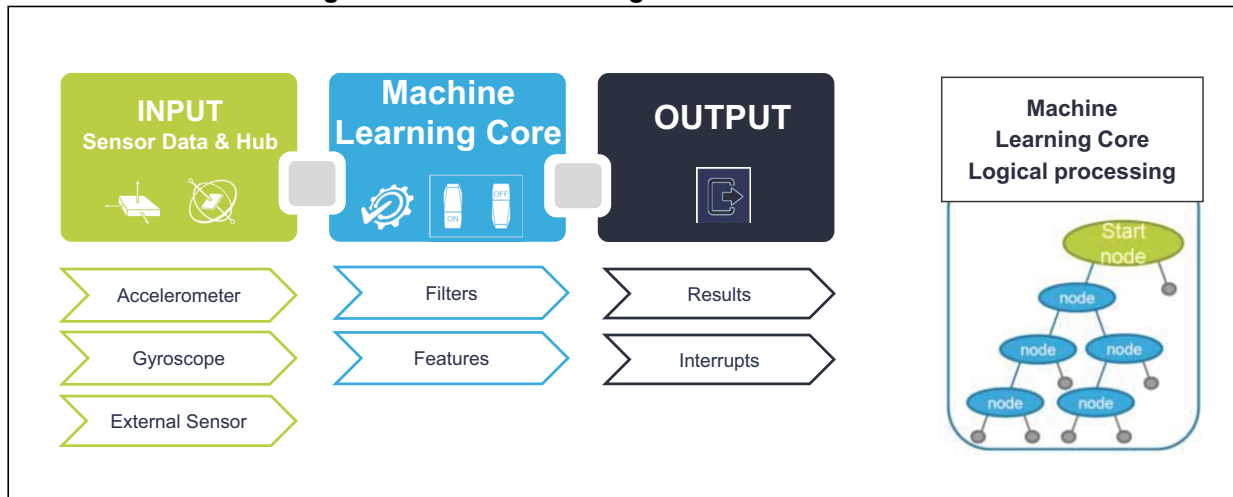 INPUT
Sensor Data & Hub
Machine
Learning Core
ON
OFF
OUTPUT
Accelerometer
Gyroscope
External Sensor
Filters
Features
Results
Interrupts
Machine
Learning Core
Logical processing
Start
node
node
node
node
node
node